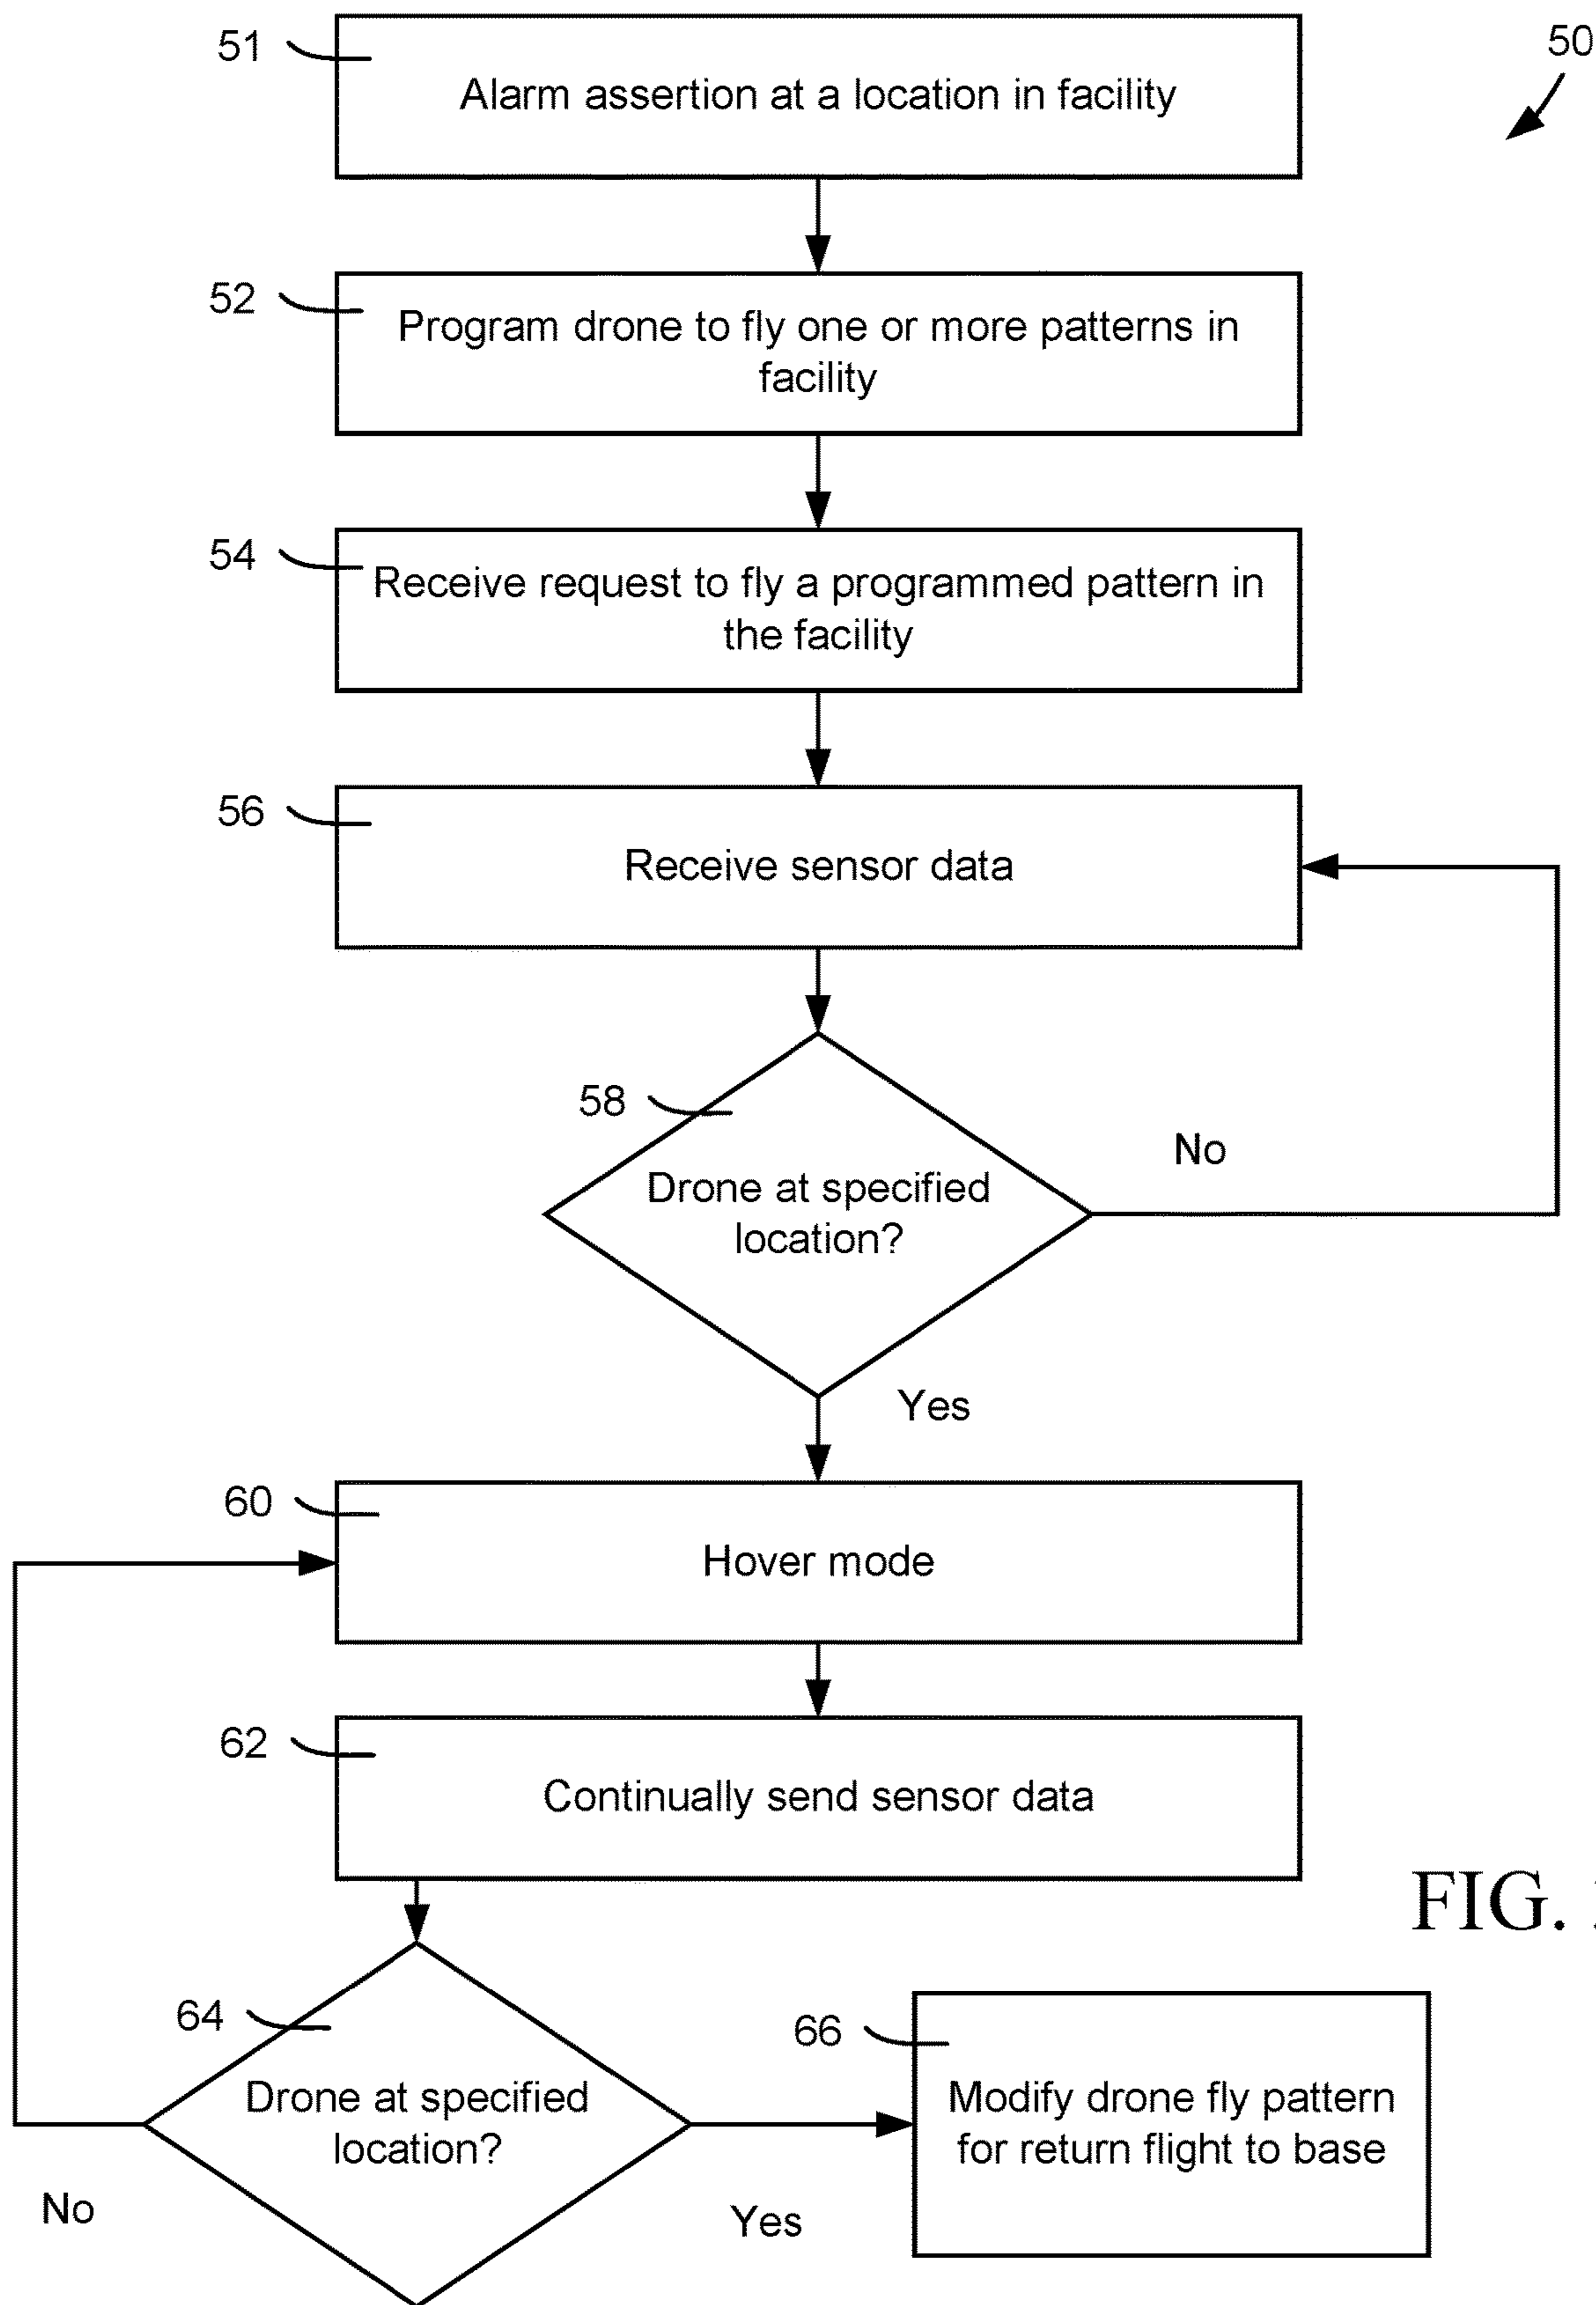 50
51
Alarm assertion at a location in facility
52
Program drone to fly one or more patterns in
facility
54
Receive request to fly a programmed pattern in
the facility
56
Receive sensor data
58
Drone at specified
location?
No
Yes
60
Hover mode
62
Continually send sensor data
FIG.
64
Drone at specified
location?
No
Yes
66
Modify drone fly pattern
for return flight to base